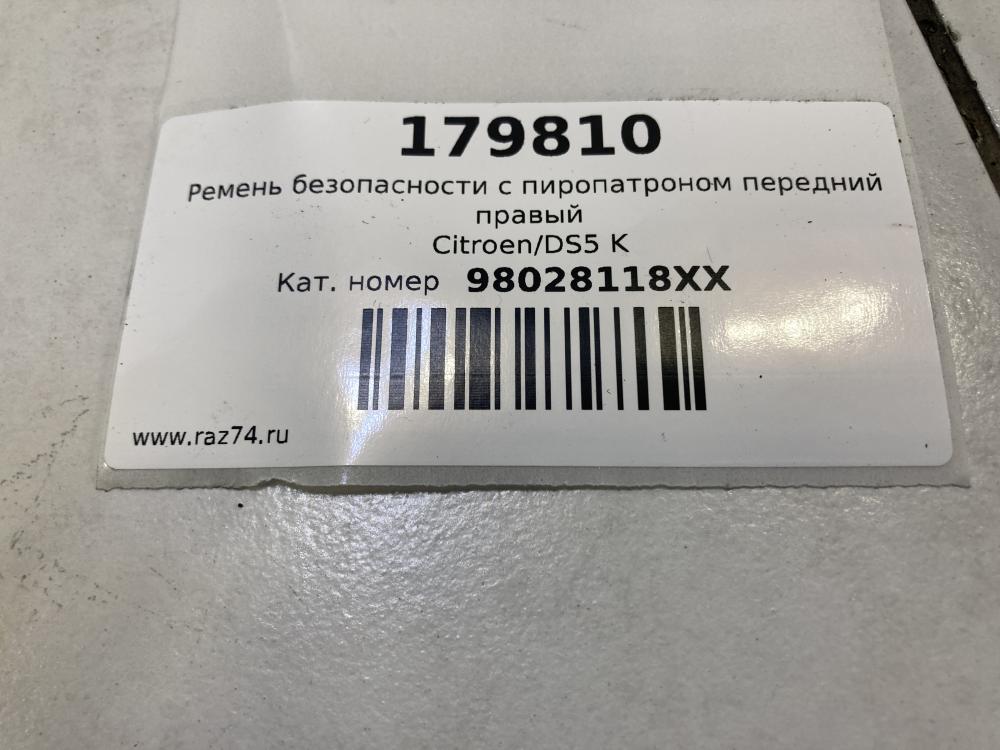 179810
Ремень безопасности с пиропатроном передний
правый
Citroen/DS5 K
Кат. номер 98028118XX
www.raz74.ru